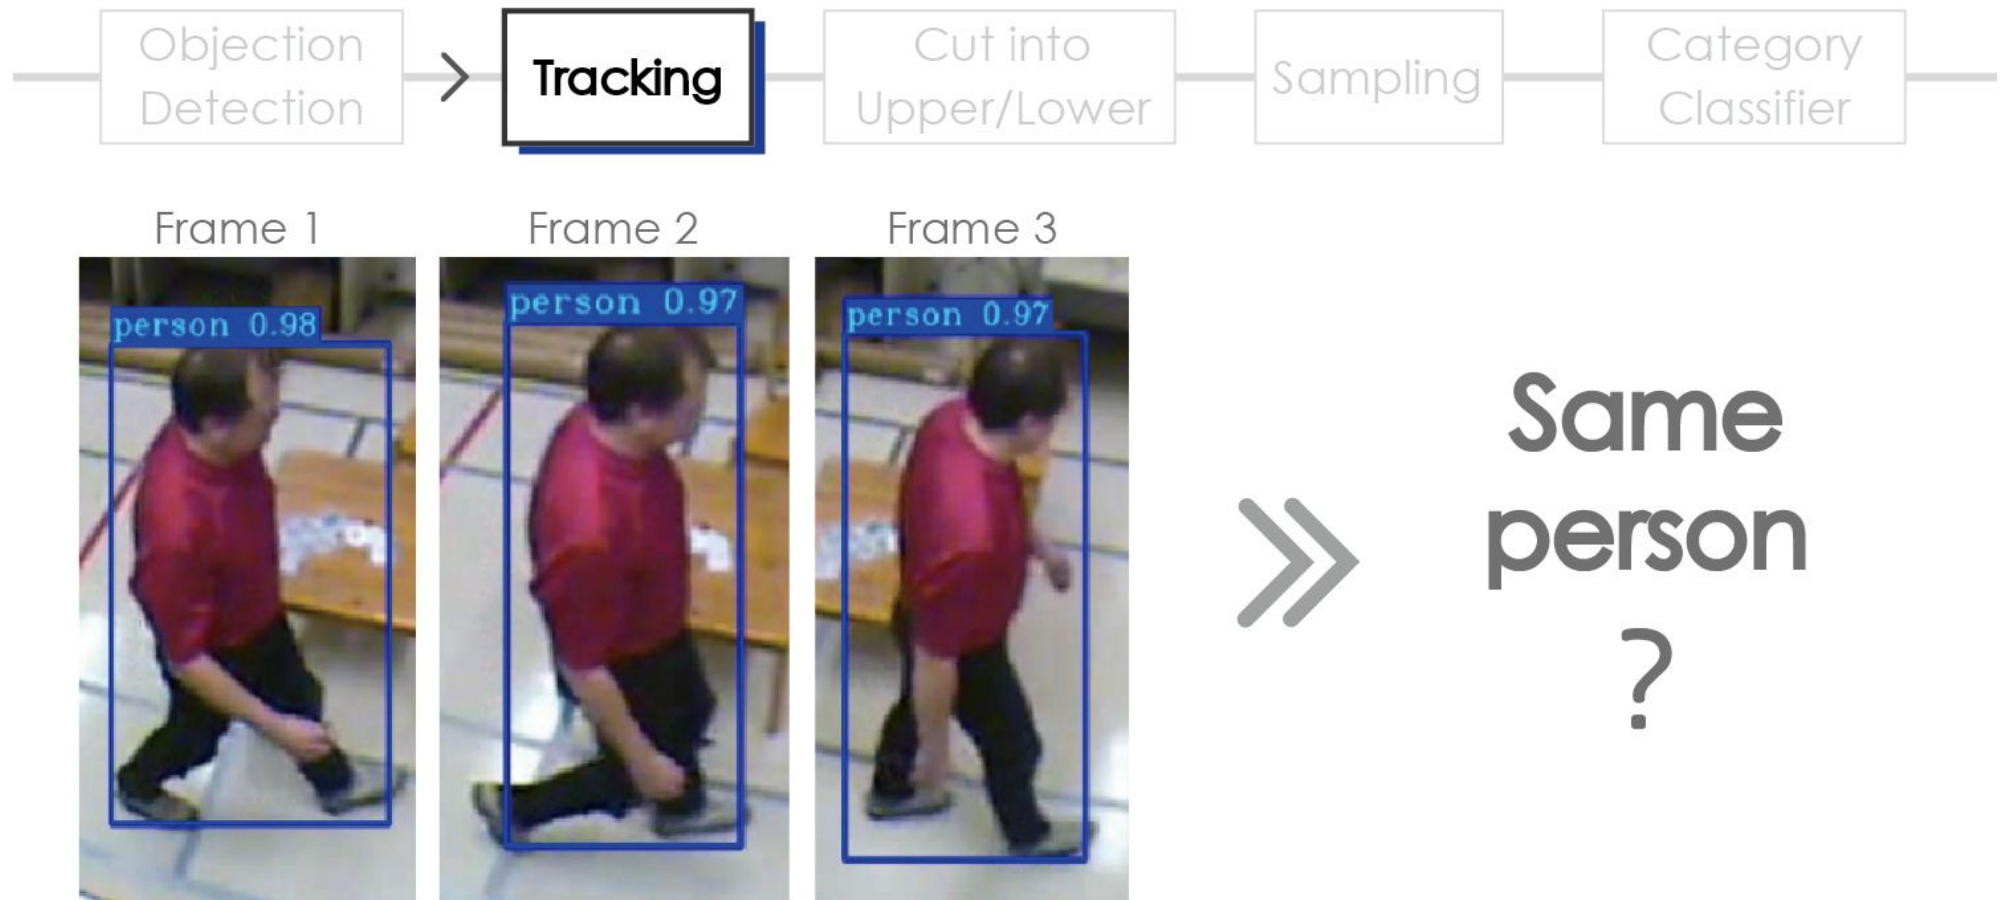 Objection
Detection
Tracking
Cut into
Upper/Lower
Sampling
Category
Classifier
Frame 1
Frame 2
Frame 3
person 0.98
person 0.97
person 0.97
Same
person
?